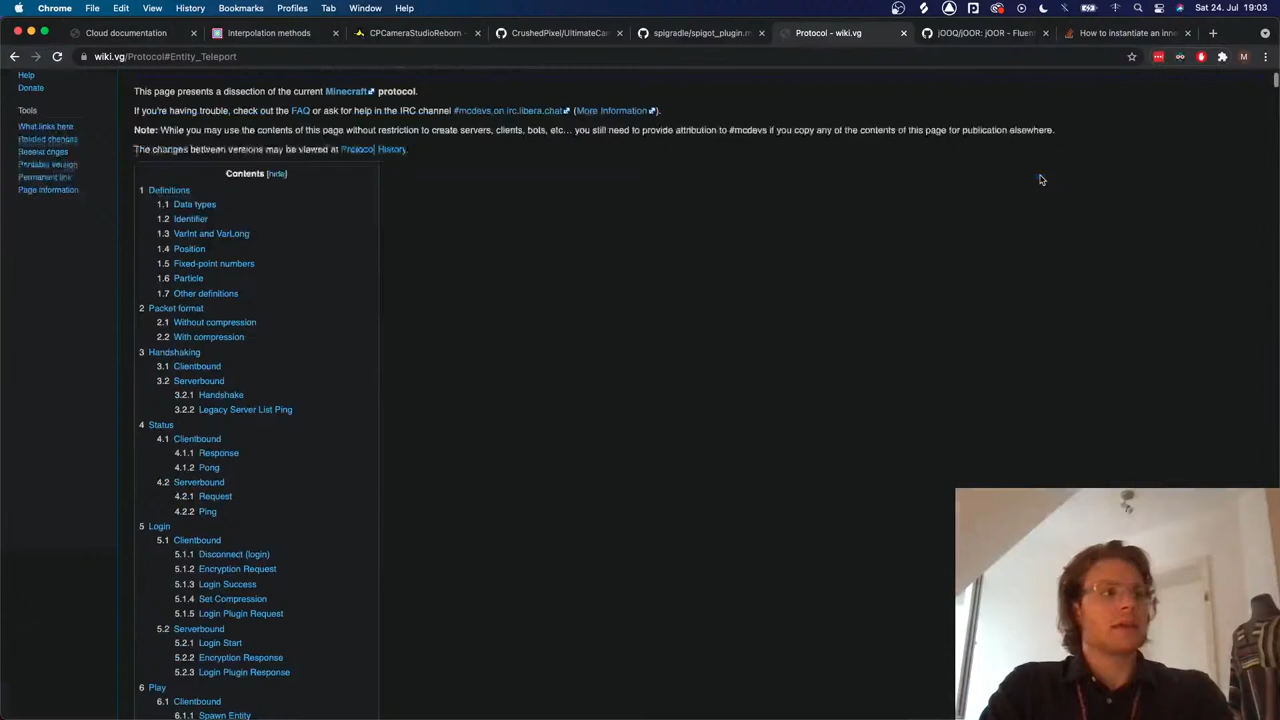 Chrome File Edit View History Bookmarks Profiles Tab Window Help Sat 24. Jul 19:03
Cloud documentation Interpolation methods CPCameraStudioReborn - CrushedPixel/UltimateCam spigradle/spigot_plugin.m Protocol - wiki.vg jOOQ/jOOR: jOOR - Fluent How to instantiate an inne
wiki.vg/Protocol#Entity_Teleport M
Help
Donate
Tools
What links here
Related changes
Printable version
Permanent link
Page information
This page presents a dissection of the current Minecraft protocol.
If you're having trouble, check out the FAQ or ask for help in the IRC channel #mcdevs on irc.libera.chat (More Information).
Note: While you may use the contents of this page without restriction to create servers, clients, bots, etc… you still need to provide attribution to #mcdevs if you copy any of the contents of this page for publication elsewhere.
The changes between versions may be viewed at Protocol History.
Contents [hide]
1 Definitions
1.1 Data types
1.2 Identifier
1.3 VarInt and VarLong
1.4 Position
1.5 Fixed-point numbers
1.6 Particle
1.7 Other definitions
2 Packet format
2.1 Without compression
2.2 With compression
3 Handshaking
3.1 Clientbound
3.2 Serverbound
3.2.1 Handshake
3.2.2 Legacy Server List Ping
4 Status
4.1 Clientbound
4.1.1 Response
4.1.2 Pong
4.2 Serverbound
4.2.1 Request
4.2.2 Ping
5 Login
5.1 Clientbound
5.1.1 Disconnect (login)
5.1.2 Encryption Request
5.1.3 Login Success
5.1.4 Set Compression
5.1.5 Login Plugin Request
5.2 Serverbound
5.2.1 Login Start
5.2.2 Encryption Response
5.2.3 Login Plugin Response
6 Play
6.1 Clientbound
6.1.1 Spawn Entity